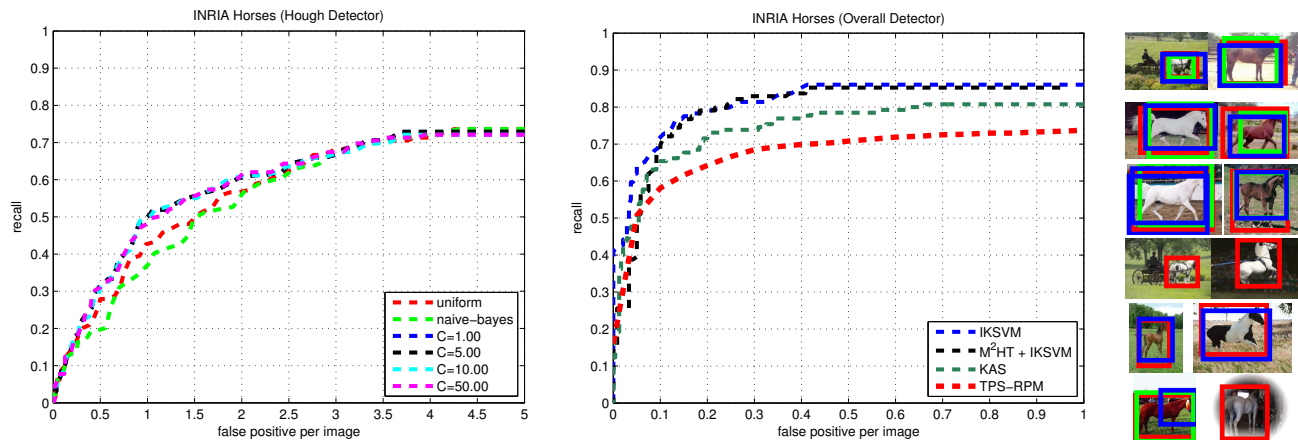 INRIA Horses (Hough Detector)
1
0.9
0.8
0.7
0.6
0.5
0.4
0.3
0.2
0.1
0
recall
0 0.5 1 1.5 2 2.5 3 3.5 4 4.5 5
false positive per image
uniform
naive−bayes
C=1.00
C=5.00
C=10.00
C=50.00
INRIA Horses (Overall Detector)
1
0.9
0.8
0.7
0.6
0.5
0.4
0.3
0.2
0.1
0
recall
0 0.1 0.2 0.3 0.4 0.5 0.6 0.7 0.8 0.9 1
false positive per image
IKSVM
M²HT + IKSVM
KAS
TPS−RPM